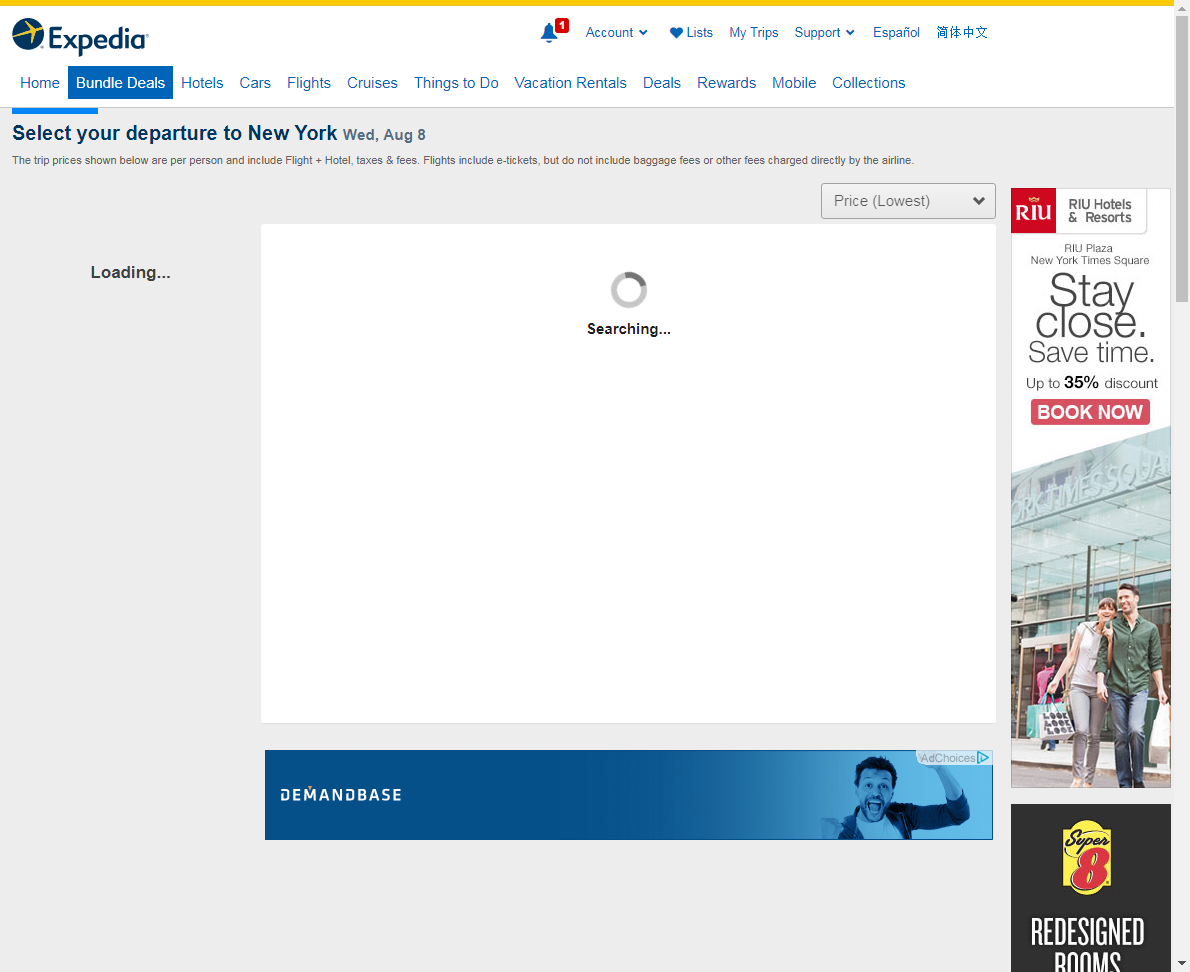 Expedia
1
Account
Lists
My Trips
Support
Español
简体中文
Home
Bundle Deals
Hotels
Cars
Flights
Cruises
Things to Do
Vacation Rentals
Deals
Rewards
Mobile
Collections
Select your departure to New York Wed, Aug 8
The trip prices shown below are per person and include Flight + Hotel, taxes & fees. Flights include e-tickets, but do not include baggage fees or other fees charged directly by the airline.
Price (Lowest)
Loading...
Searching...
RIU
RIU Hotels
& Resorts
RIU Plaza
New York Times Square
Stay
close.
Save time.
Up to 35% discount
BOOK NOW
LOOK
LOOK
LOOK
DEMANDBASE
AdChoices
Super
8
REDESIGNED
ROOMS